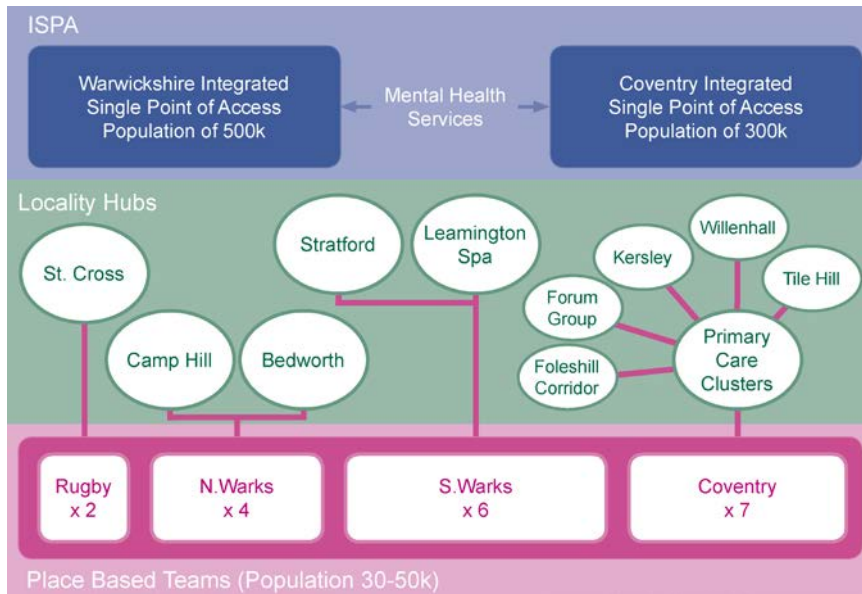 ISPA
Warwickshire Integrated
Single Point of Access
Population of 500k
Mental Health
Services
Coventry Integrated
Single Point of Access
Population of 300k
Locality Hubs
St. Cross
Camp Hill
Bedworth
Stratford
Leamington
Spa
Forum
Group
Foleshill
Corridor
Kersley
Willenhall
Tile Hill
Primary
Care
Clusters
Rugby
x 2
N.Warks
x 4
S.Warks
x 6
Coventry
x 7
Place Based Teams (Population 30-50k)